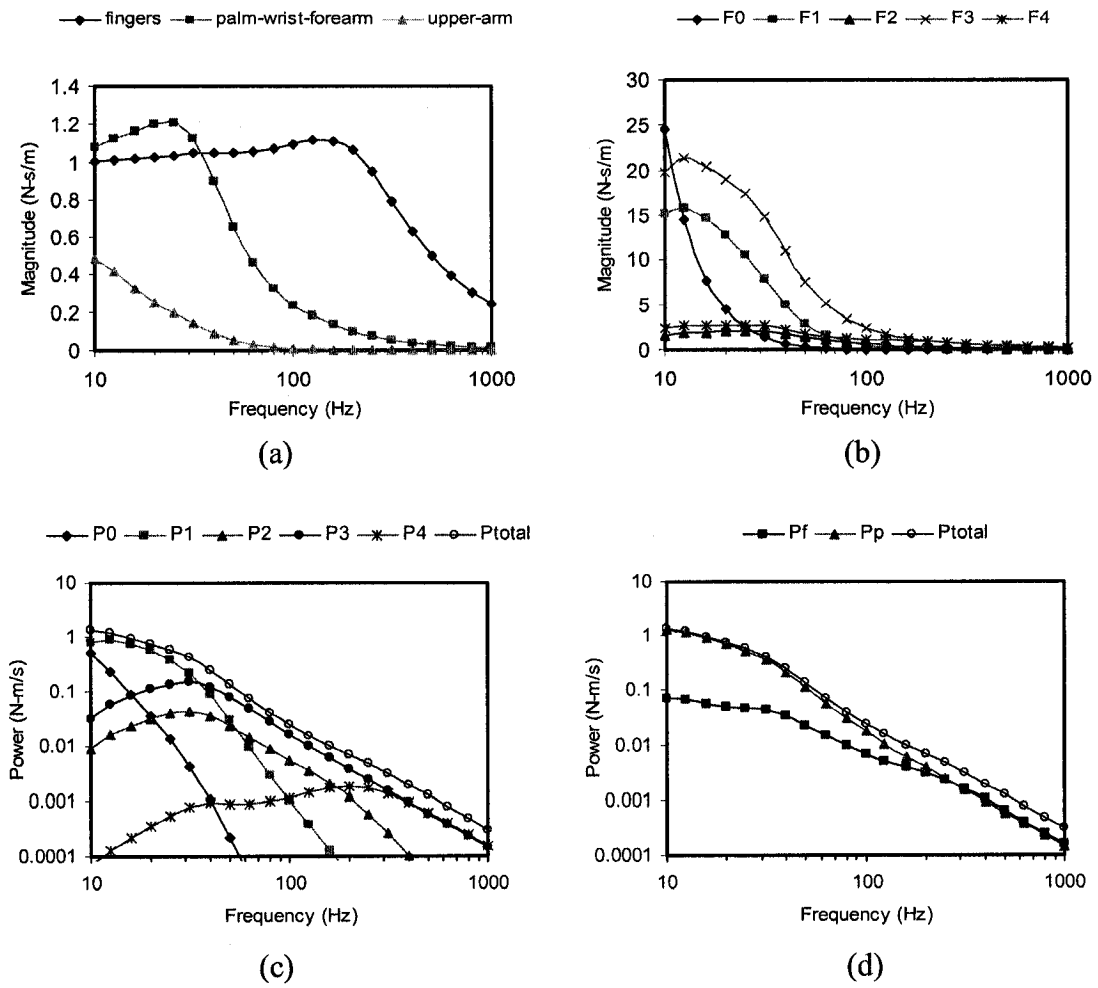 fingers palm-wrist-forearm upper-arm
1.4
1.2
1
0.8
0.6
0.4
0.2
0
Magnitude (N-s/m)
10 100 1000
Frequency (Hz)
(a)
F0 F1 F2 F3 F4
30
25
20
15
10
5
0
Magnitude (N-s/m)
10 100 1000
Frequency (Hz)
(b)
P0 P1 P2 P3 P4 Ptotal
10
1
0.1
0.01
0.001
0.0001
Power (N-m/s)
10 100 1000
Frequency (Hz)
(c)
Pf Pp Ptotal
10
1
0.1
0.01
0.001
0.0001
Power (N-m/s)
10 100 1000
Frequency (Hz)
(d)